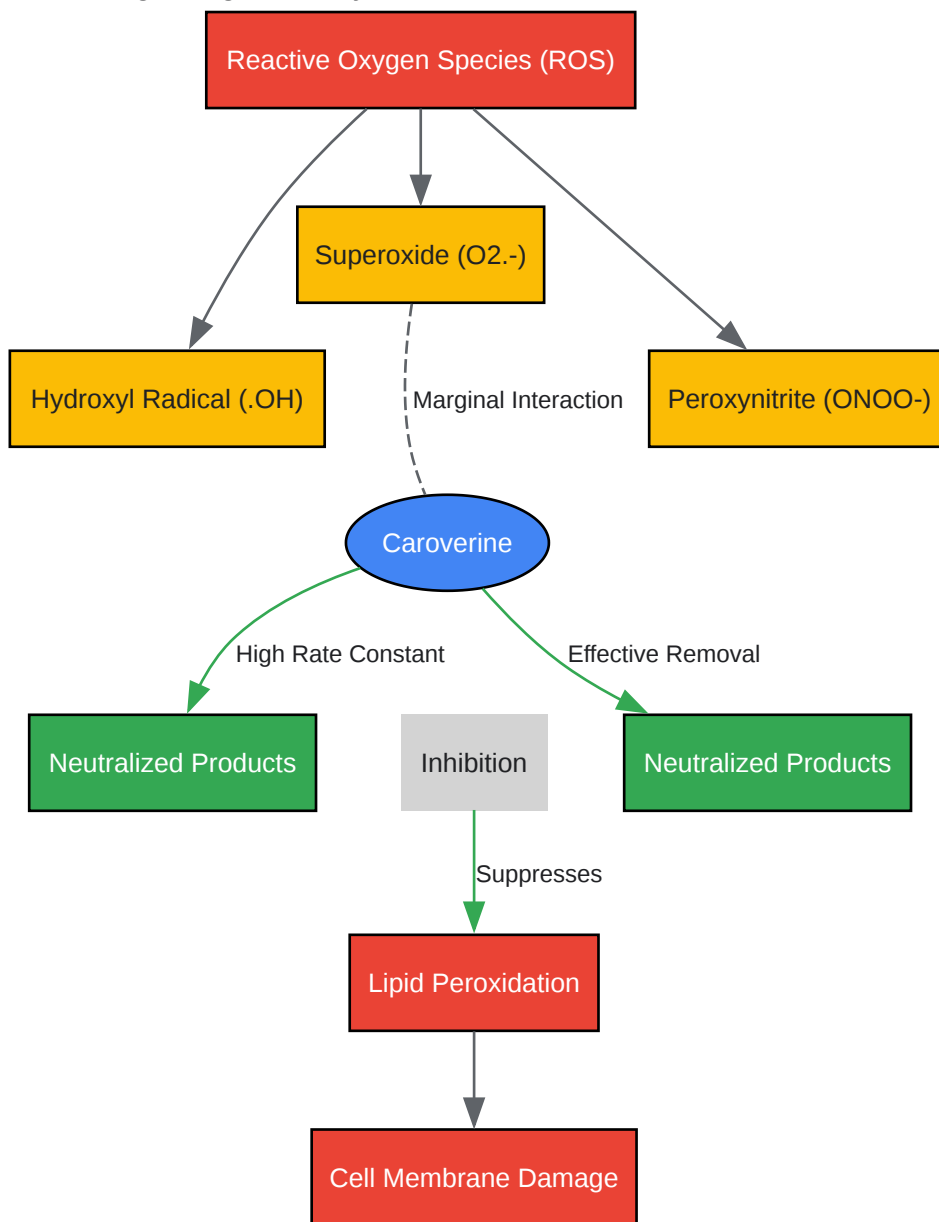 Reactive Oxygen Species (ROS)
Superoxide (O2.-)
Hydroxyl Radical (.OH)
Marginal Interaction
Peroxynitrite (ONOO-)
Caroverine
High Rate Constant
Effective Removal
Neutralized Products
Inhibition
Neutralized Products
Suppresses
Lipid Peroxidation
Cell Membrane Damage